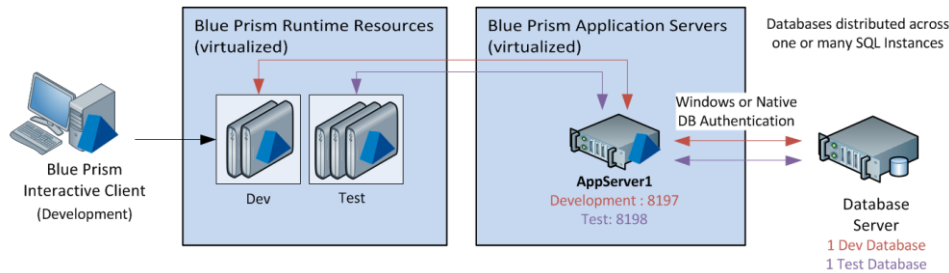 Blue Prism Runtime Resources
(virtualized)
Blue Prism Application Servers
(virtualized)
Databases distributed across
one or many SQL Instances
Windows or Native
DB Authentication
Blue Prism
Interactive Client
(Development)
Dev
Test
AppServer1
Development : 8197
Test: 8198
Database
Server
1 Dev Database
1 Test Database